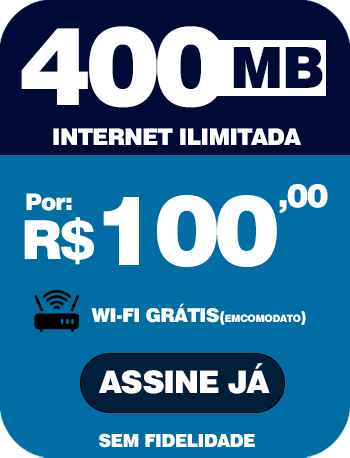 400 MB
INTERNET ILIMITADA
Por:
R$100,00
WI-FI GRÁTIS(EMCOMODATO)
ASSINE JÁ
SEM FIDELIDADE